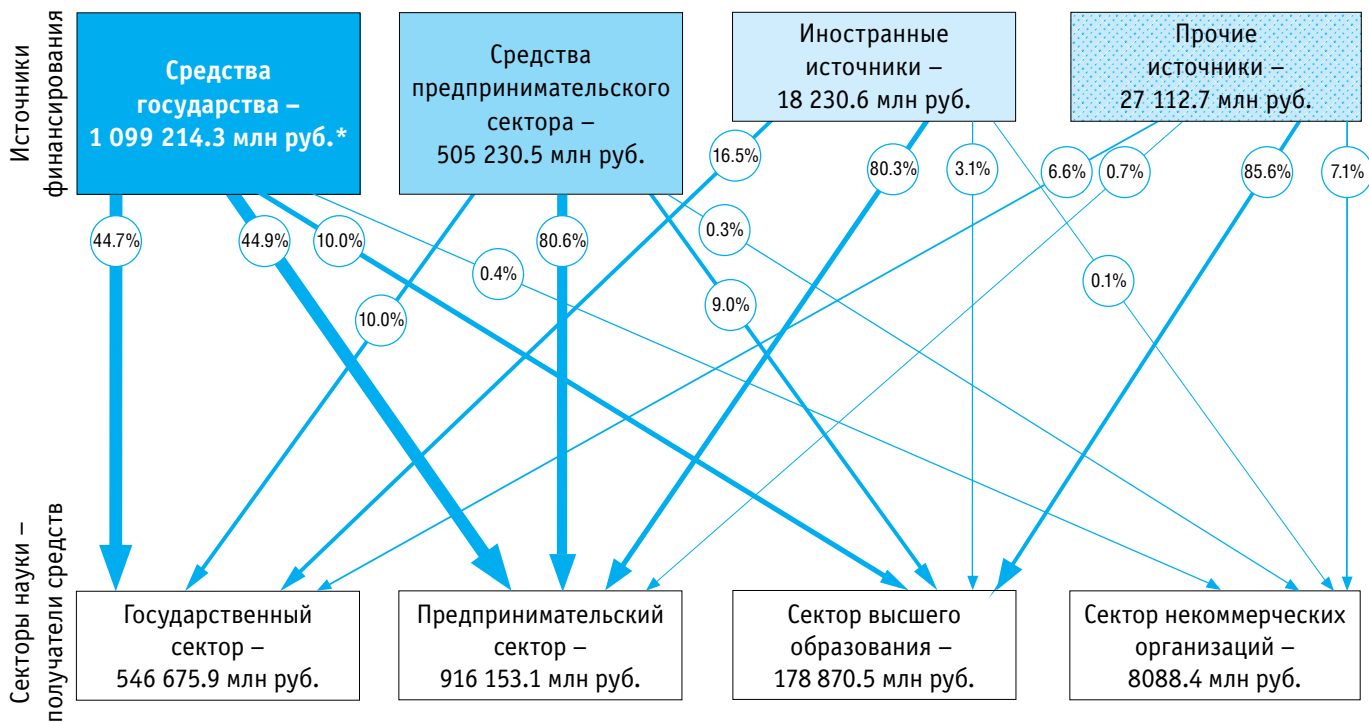 Источники
финансирования
Средства
государства –
1 099 214.3 млн руб.*
Средства
предпринимательского
сектора –
505 230.5 млн руб.
Иностранные
источники –
18 230.6 млн руб.
Прочие
источники –
27 112.7 млн руб.
16.5%
80.3%
3.1%
6.6%
0.7%
85.6%
7.1%
44.7%
44.9%
10.0%
80.6%
0.3%
0.4%
0.1%
10.0%
9.0%
Секторы науки –
получатели средств
Государственный
сектор –
546 675.9 млн руб.
Предпринимательский
сектор –
916 153.1 млн руб.
Сектор высшего
образования –
178 870.5 млн руб.
Сектор некоммерческих
организаций –
8088.4 млн руб.